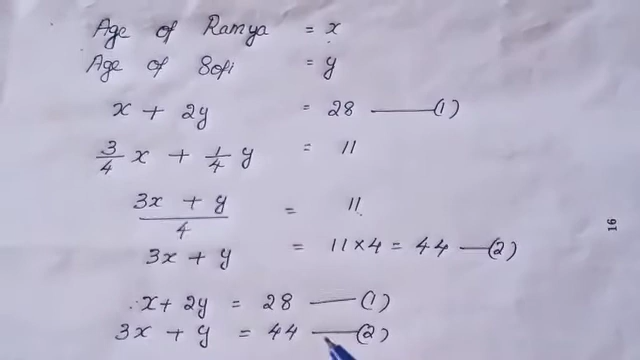 Age of Ramya = x
Age of Sofi = y
x + 2y = 28 —— (1)
3/4 x + 1/4 y = 11
(3x + y)/4 = 11
3x + y = 11 × 4 = 44 —— (2)
x + 2y = 28 —— (1)
3x + y = 44 —— (2)
16